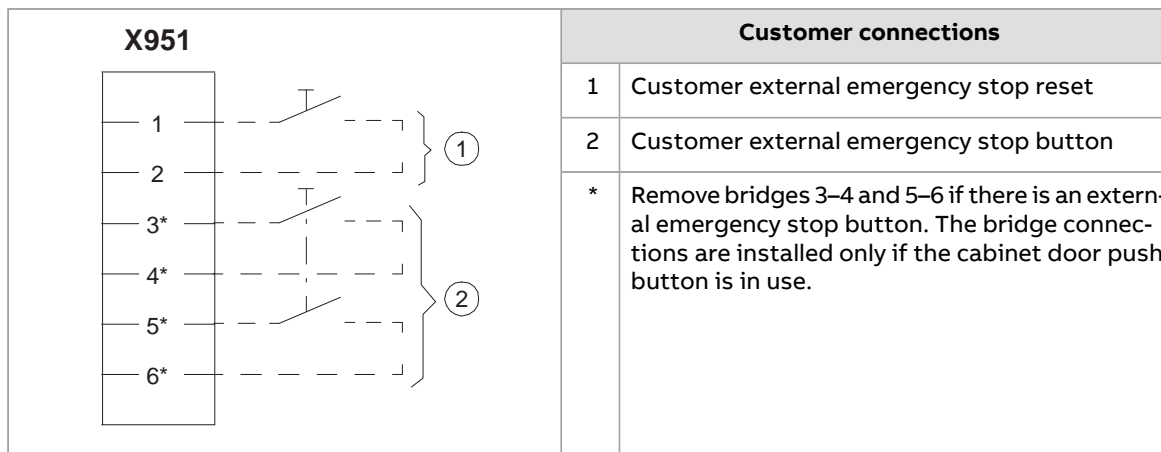 X951
1
2
3*
4*
5*
6*
1
2
Customer connections
1 Customer external emergency stop reset
2 Customer external emergency stop button
* Remove bridges 3–4 and 5–6 if there is an extern-
al emergency stop button. The bridge connec-
tions are installed only if the cabinet door push
button is in use.